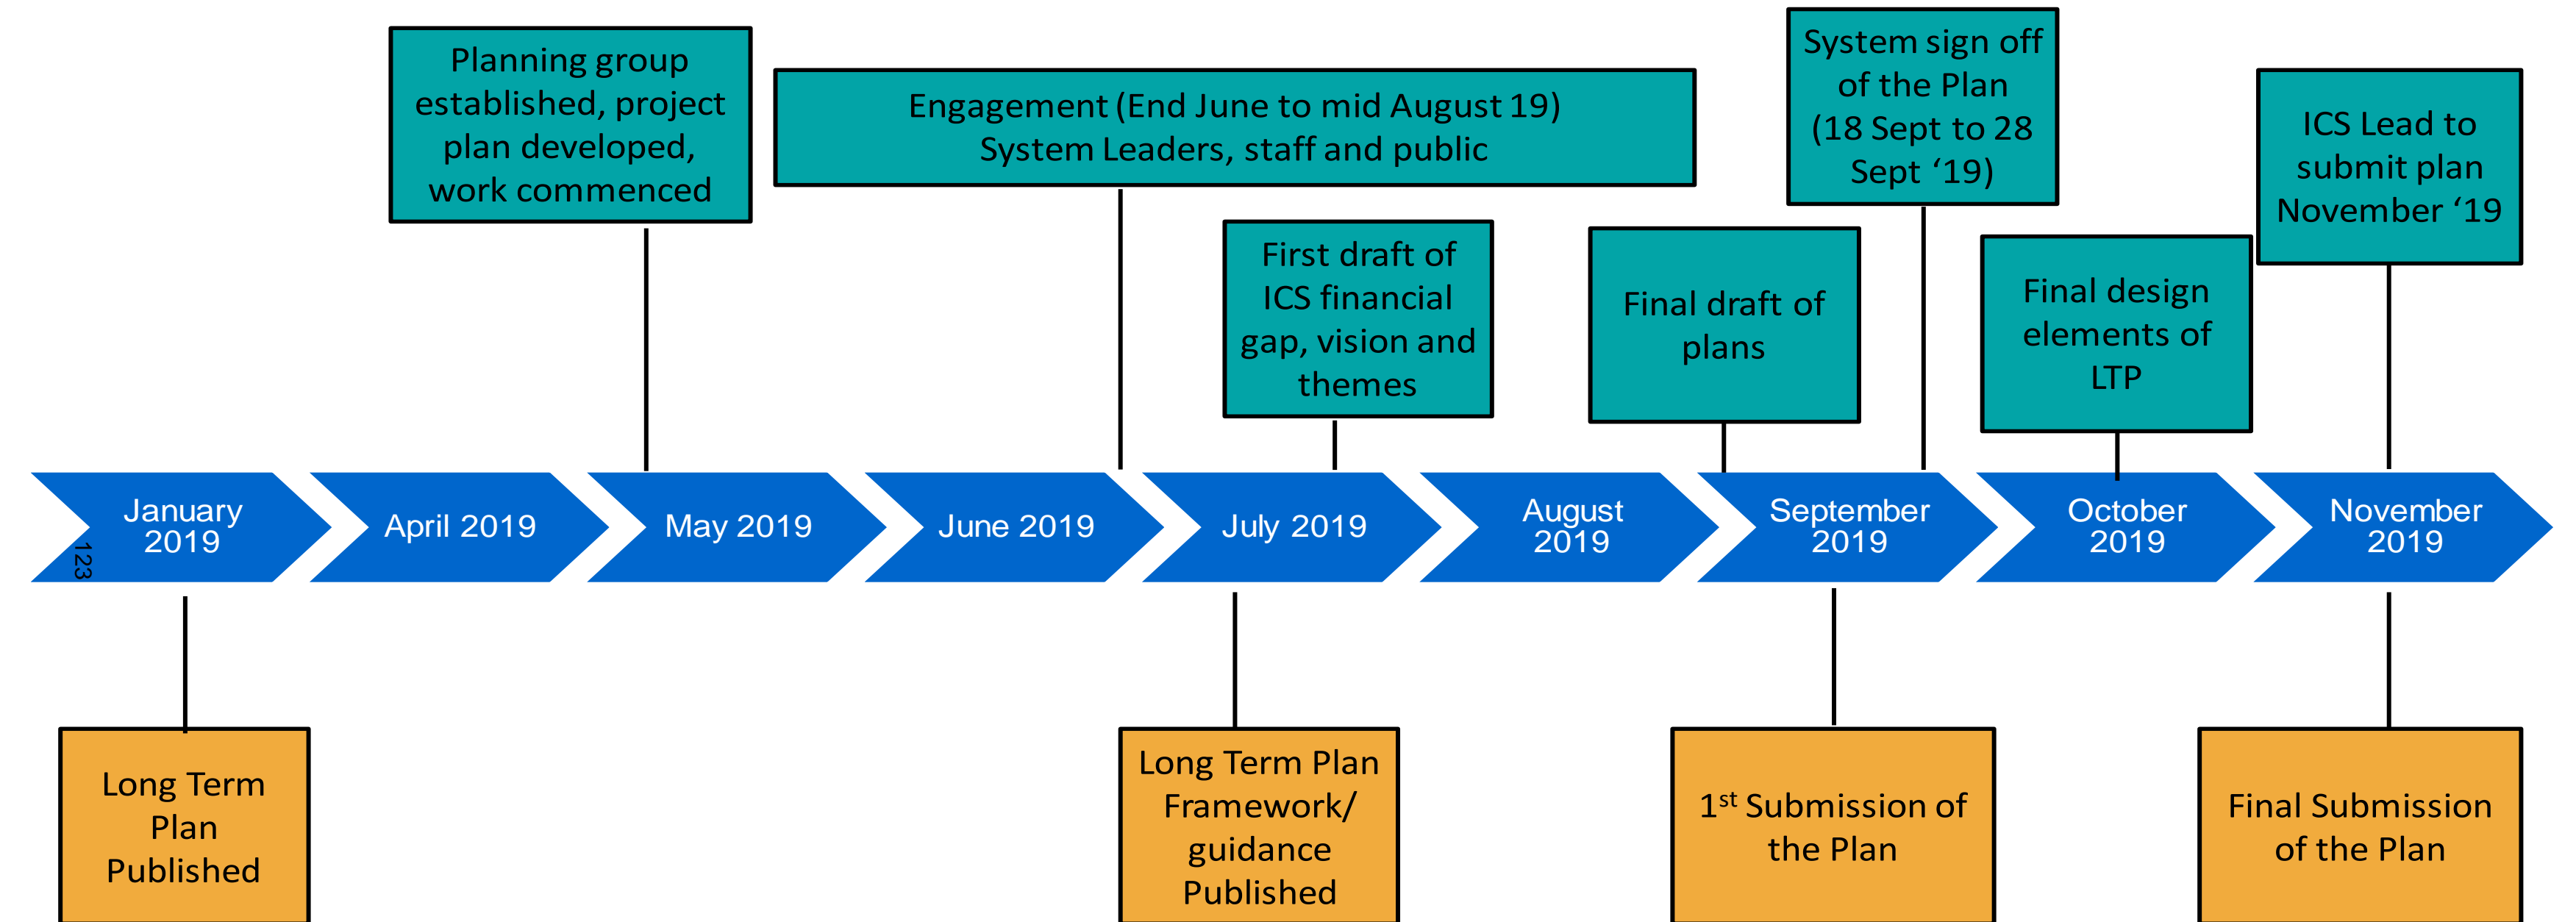 Planning group
established, project
plan developed,
work commenced
Engagement (End June to mid August 19)
System Leaders, staff and public
System sign off
of the Plan
(18 Sept to 28
Sept ‘19)
ICS Lead to
submit plan
November ‘19
First draft of
ICS financial
gap, vision and
themes
Final draft of
plans
Final design
elements of
LTP
January
2019
April 2019
May 2019
June 2019
July 2019
August
2019
September
2019
October
2019
November
2019
123
Long Term
Plan
Published
Long Term Plan
Framework/
guidance
Published
1st Submission of
the Plan
Final Submission
of the Plan